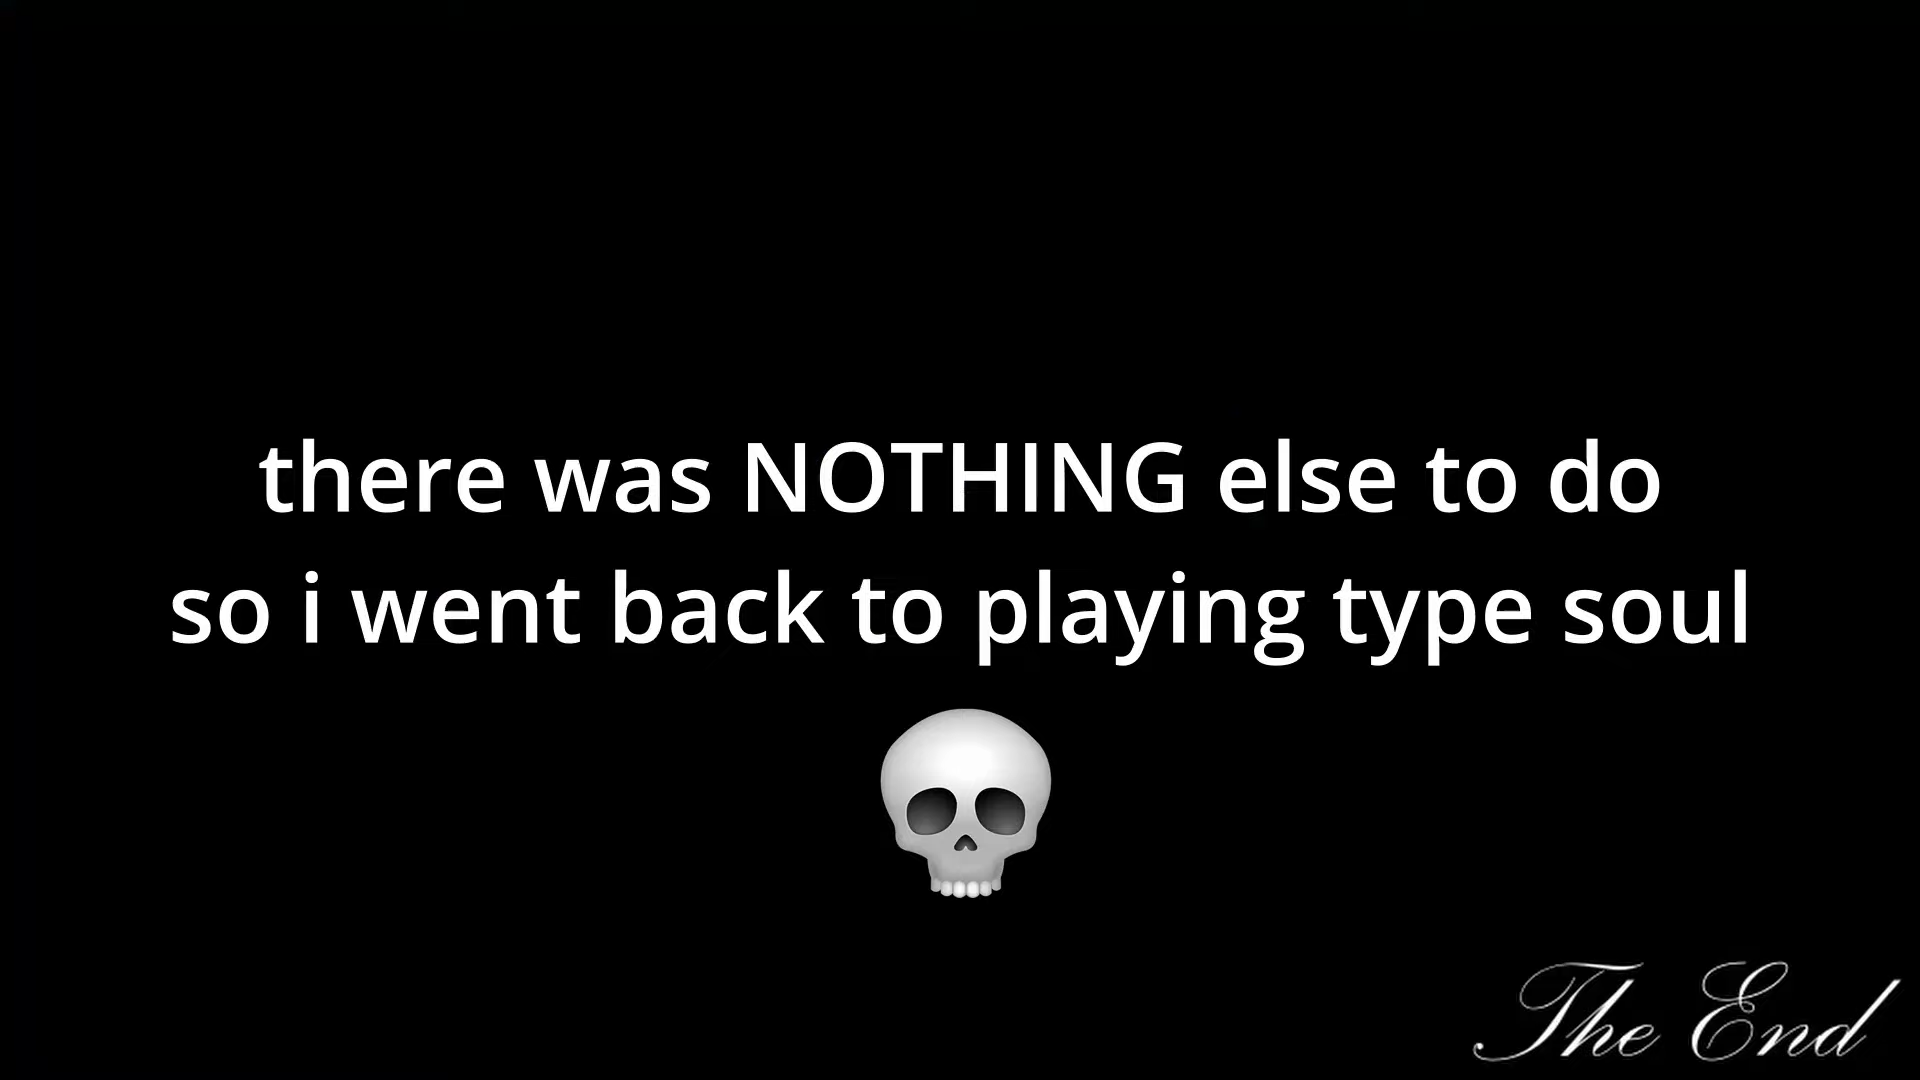 there was NOTHING else to do
so i went back to playing type soul
💀
The End